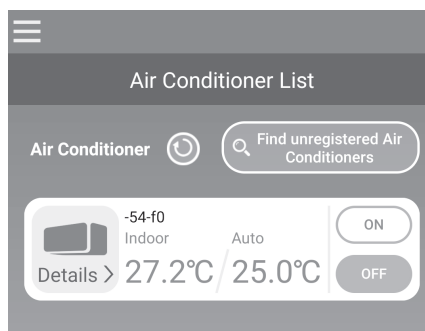 Air Conditioner List
Air Conditioner
Find unregistered Air
Conditioners
-54-f0
Indoor
Auto
ON
Details
27.2℃
25.0℃
OFF